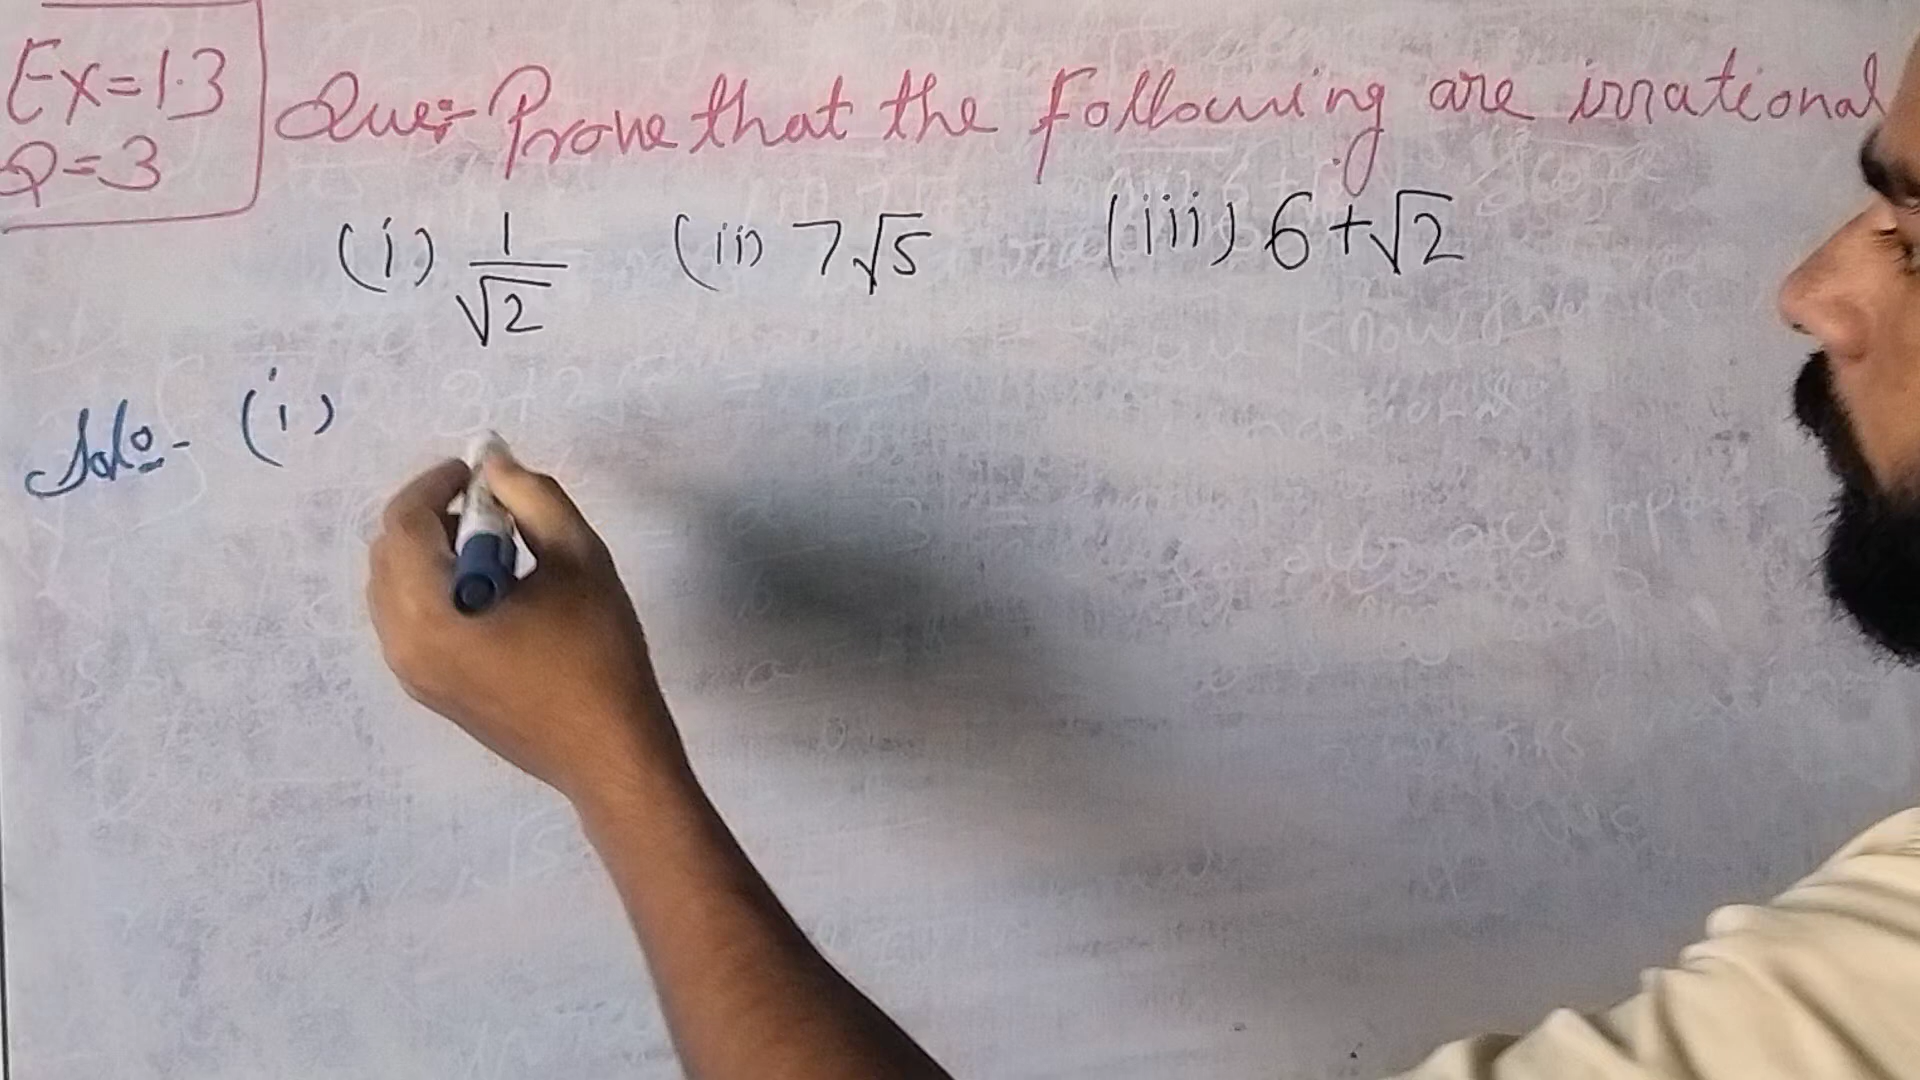 Ex=1.3
Q=3
Que:- Prove that the following are irrational
(i) 1/√2 (ii) 7√5 (iii) 6+√2
Sol:- (i)